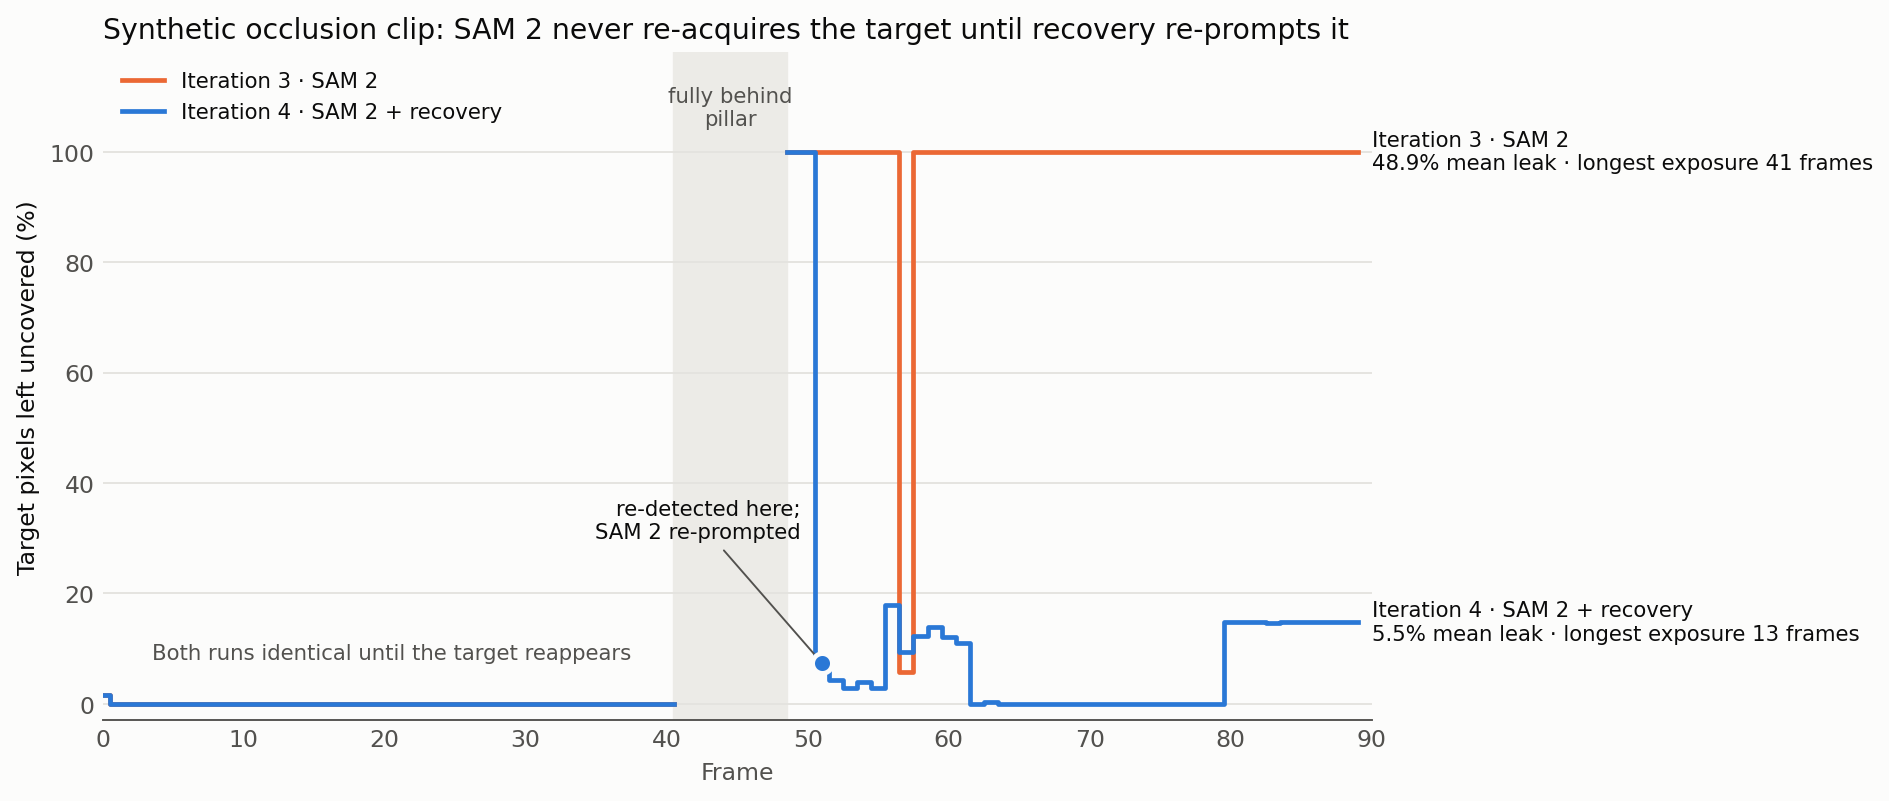 Synthetic occlusion clip: SAM 2 never re-acquires the target until recovery re-prompts it
Iteration 3 · SAM 2
Iteration 4 · SAM 2 + recovery
fully behind
pillar
Target pixels left uncovered (%)
100
80
60
40
20
0
Iteration 3 · SAM 2
48.9% mean leak · longest exposure 41 frames
re-detected here;
SAM 2 re-prompted
Both runs identical until the target reappears
Iteration 4 · SAM 2 + recovery
5.5% mean leak · longest exposure 13 frames
0 10 20 30 40 50 60 70 80 90
Frame